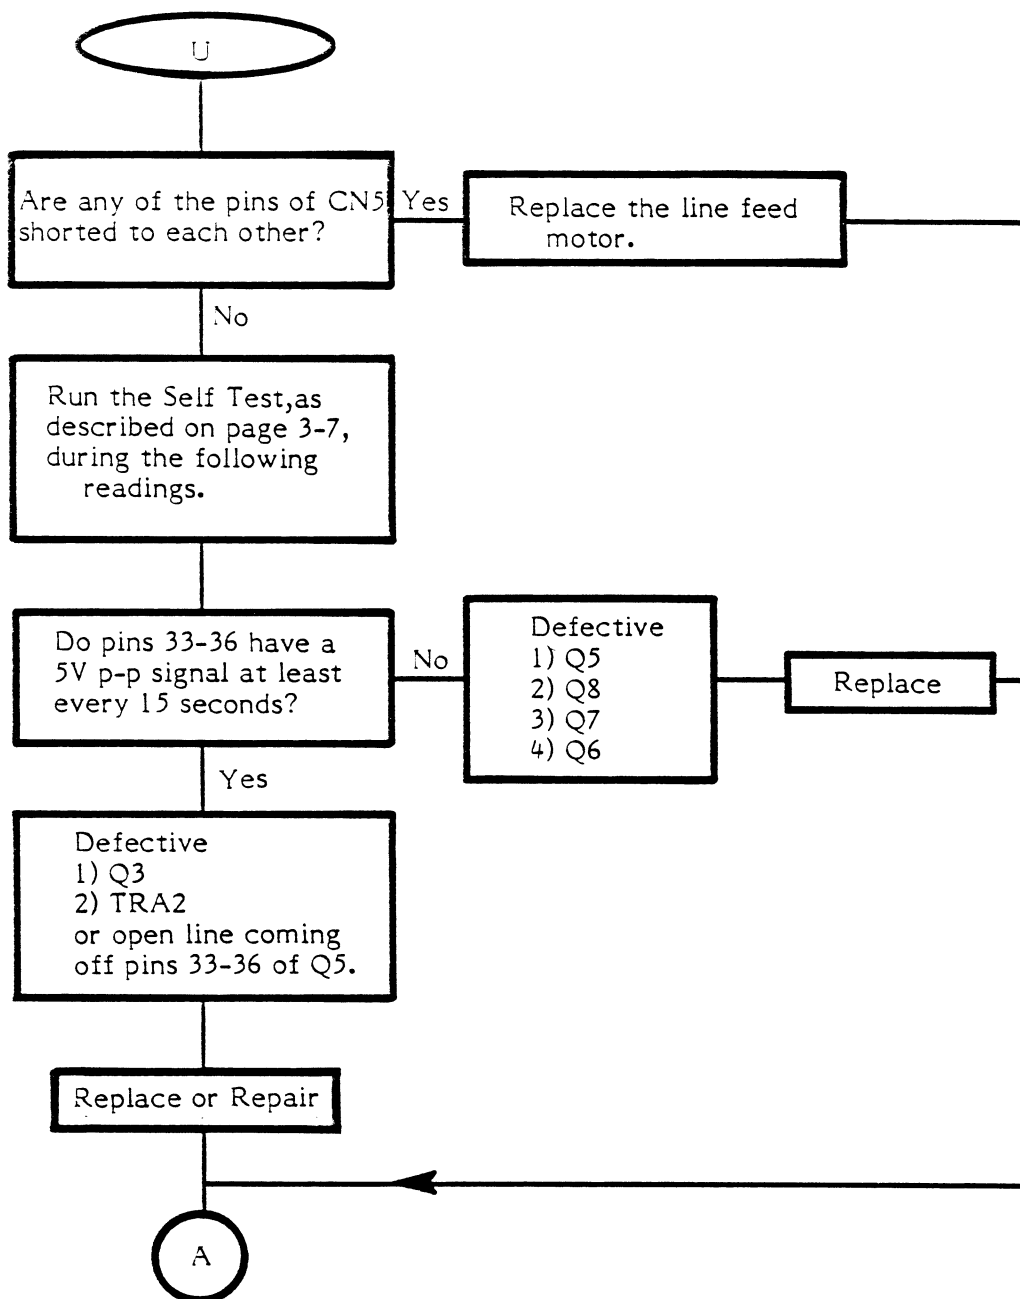 U
Are any of the pins of CN5
shorted to each other?
Yes
Replace the line feed
motor.
No
Run the Self Test,as
described on page 3-7,
during the following
readings.
Do pins 33-36 have a
5V p-p signal at least
every 15 seconds?
No
Defective
1) Q5
2) Q8
3) Q7
4) Q6
Replace
Yes
Defective
1) Q3
2) TRA2
or open line coming
off pins 33-36 of Q5.
Replace or Repair
A